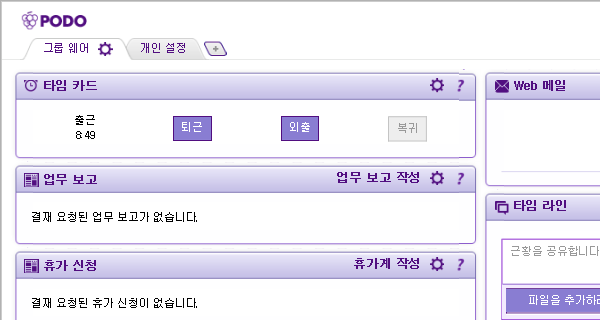 PODO
그룹 웨어
개인 설정
타임 카드
출근
8:49
퇴근
외출
복귀
업무 보고
업무 보고 작성
결재 요청된 업무 보고가 없습니다.
휴가 신청
휴가계 작성
결재 요청된 휴가 신청이 없습니다.
Web 메일
타임 라인
근황을 공유합니다
파일을 추가하려